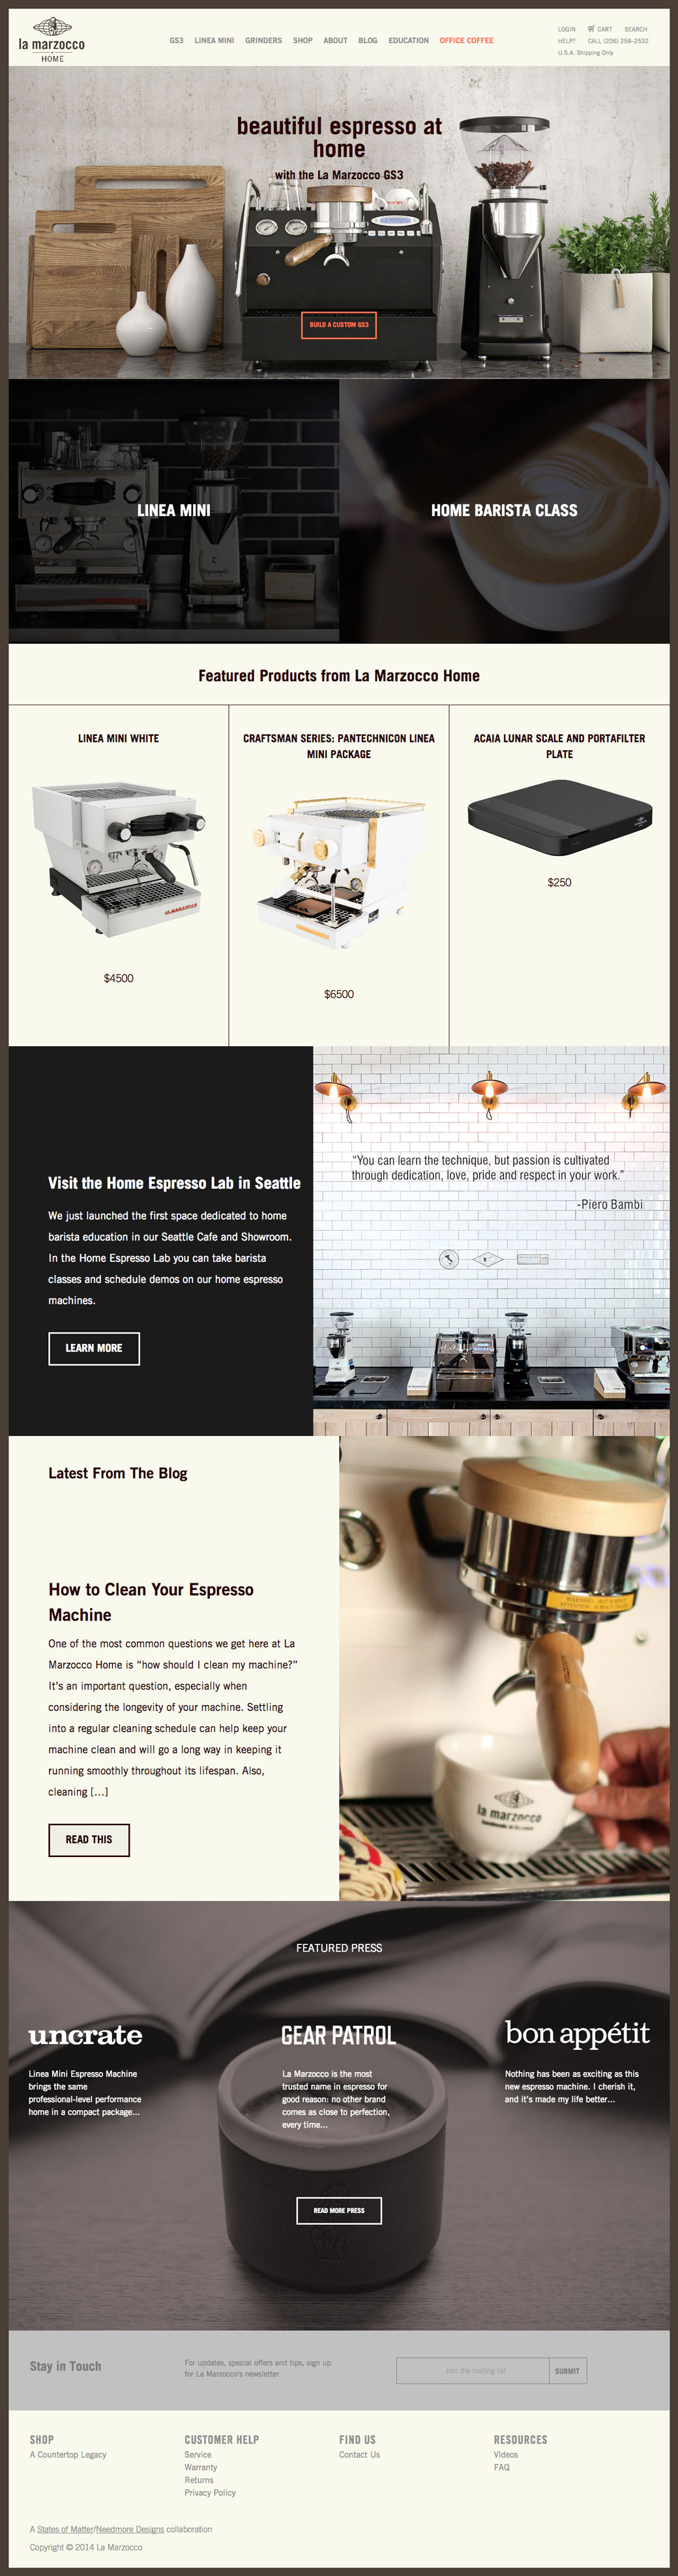 la marzocco
HOME
GS3 LINEA MINI GRINDERS SHOP ABOUT BLOG EDUCATION OFFICE COFFEE
LOGIN CART SEARCH
HELP? CALL (206) 258-2532
U.S.A. Shipping Only
beautiful espresso at
home
with the La Marzocco GS3
BUILD A CUSTOM GS3
LINEA MINI
HOME BARISTA CLASS
Featured Products from La Marzocco Home
LINEA MINI WHITE
LA MARZOCCO
$4500
CRAFTSMAN SERIES: PANTECHNICON LINEA
MINI PACKAGE
$6500
ACAIA LUNAR SCALE AND PORTAFILTER
PLATE
$250
Visit the Home Espresso Lab in Seattle
We just launched the first space dedicated to home
barista education in our Seattle Cafe and Showroom.
In the Home Espresso Lab you can take barista
classes and schedule demos on our home espresso
machines.
LEARN MORE
“You can learn the technique, but passion is cultivated
through dedication, love, pride and respect in your work.”
-Piero Bambi
Latest From The Blog
How to Clean Your Espresso
Machine
One of the most common questions we get here at La
Marzocco Home is “how should I clean my machine?”
It’s an important question, especially when
considering the longevity of your machine. Settling
into a regular cleaning schedule can help keep your
machine clean and will go a long way in keeping it
running smoothly throughout its lifespan. Also,
cleaning […]
READ THIS
la marzocco
FEATURED PRESS
uncrate
Linea Mini Espresso Machine
brings the same
professional-level performance
home in a compact package...
GEAR PATROL
La Marzocco is the most
trusted name in espresso for
good reason: no other brand
comes as close to perfection,
every time...
bon appétit
Nothing has been as exciting as this
new espresso machine. I cherish it,
and it's made my life better...
READ MORE PRESS
Stay in Touch
For updates, special offers and tips, sign up
for La Marzocco's newsletter.
Join the mailing list
SUBMIT
SHOP
A Countertop Legacy
CUSTOMER HELP
Service
Warranty
Returns
Privacy Policy
FIND US
Contact Us
RESOURCES
Videos
FAQ
A States of Matter/Needmore Designs collaboration
Copyright © 2014 La Marzocco